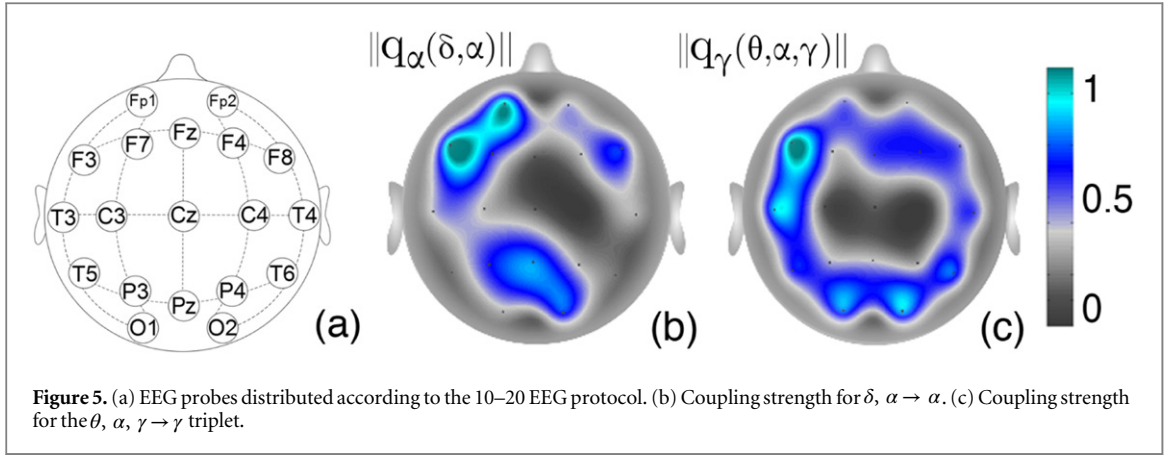 ||qα(δ,α)||
||qγ(θ,α,γ)||
Fp1 Fp2
F3 F7 Fz F4 F8
T3 C3 Cz C4 T4
T5 P3 Pz P4 T6
O1 O2
1
0.5
0
(a)
(b)
(c)
Figure 5. (a) EEG probes distributed according to the 10–20 EEG protocol. (b) Coupling strength for δ, α → α. (c) Coupling strength
for the θ, α, γ → γ triplet.